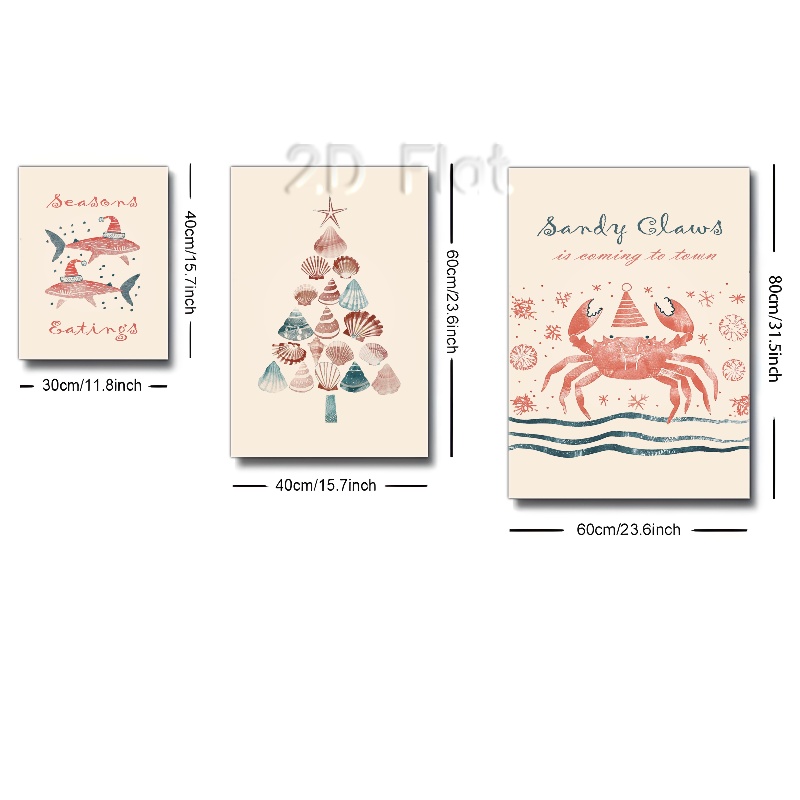 2D Flat
Seasons
Eatings
40cm/15.7inch
30cm/11.8inch
60cm/23.6inch
40cm/15.7inch
Sandy Claws
is coming to town
80cm/31.5inch
60cm/23.6inch